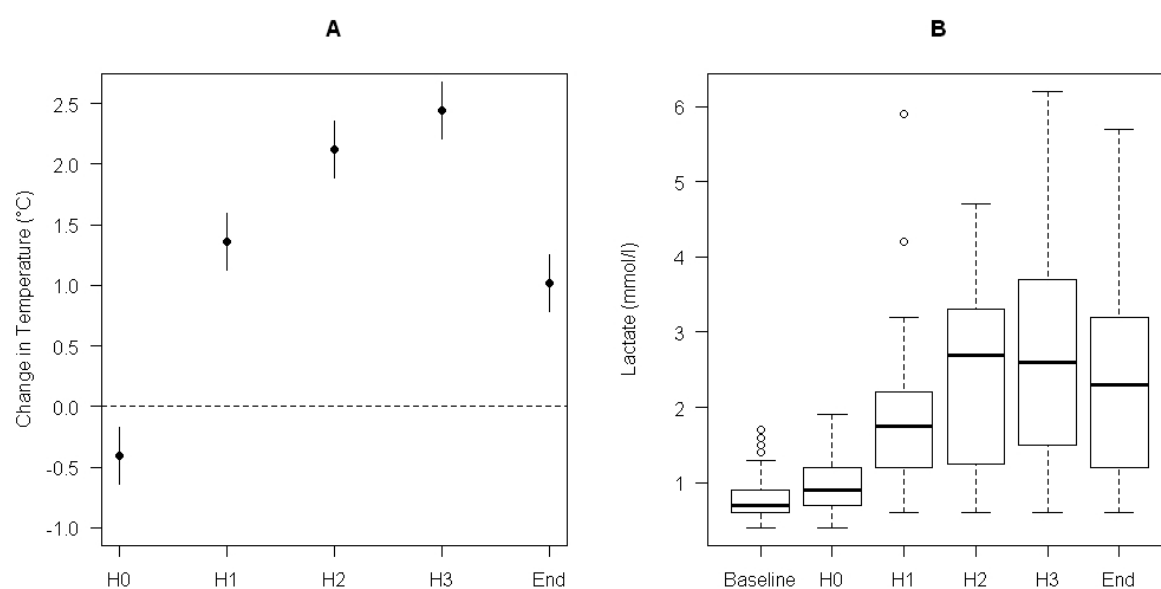 A
Change in Temperature (°C)
2.5
2.0
1.5
1.0
0.5
0.0
-0.5
-1.0
H0 H1 H2 H3 End
B
Lactate (mmol/l)
6
5
4
3
2
1
Baseline H0 H1 H2 H3 End